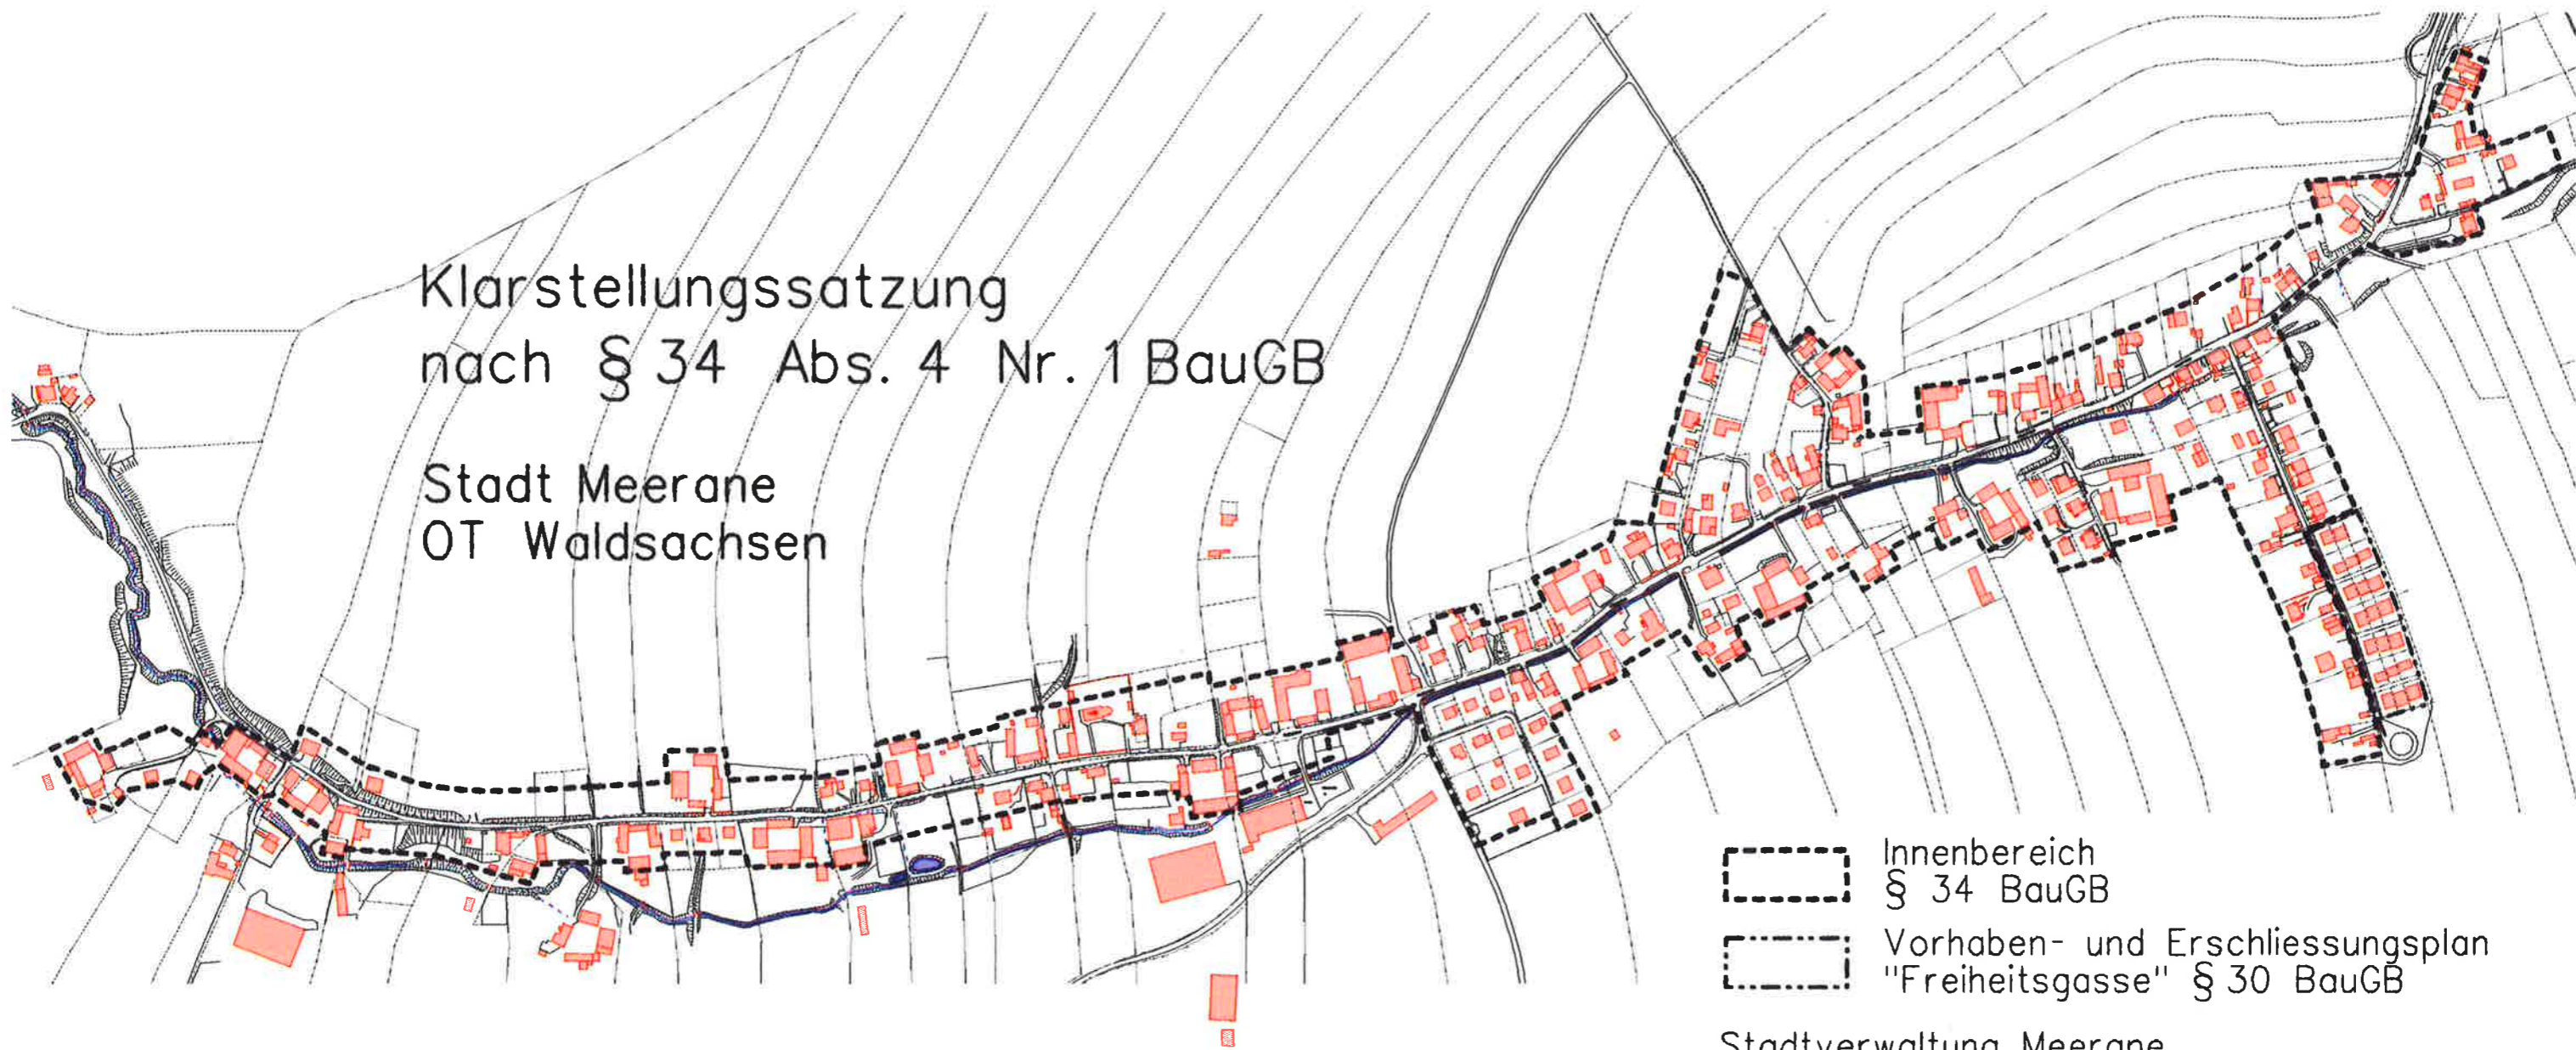 Klarstellungssatzung
nach § 34 Abs. 4 Nr. 1 BauGB
Stadt Meerane
OT Waldsachsen
Innenbereich
§ 34 BauGB
Vorhaben- und Erschliessungsplan
"Freiheitsgasse" § 30 BauGB
Stadtverwaltung Meerane